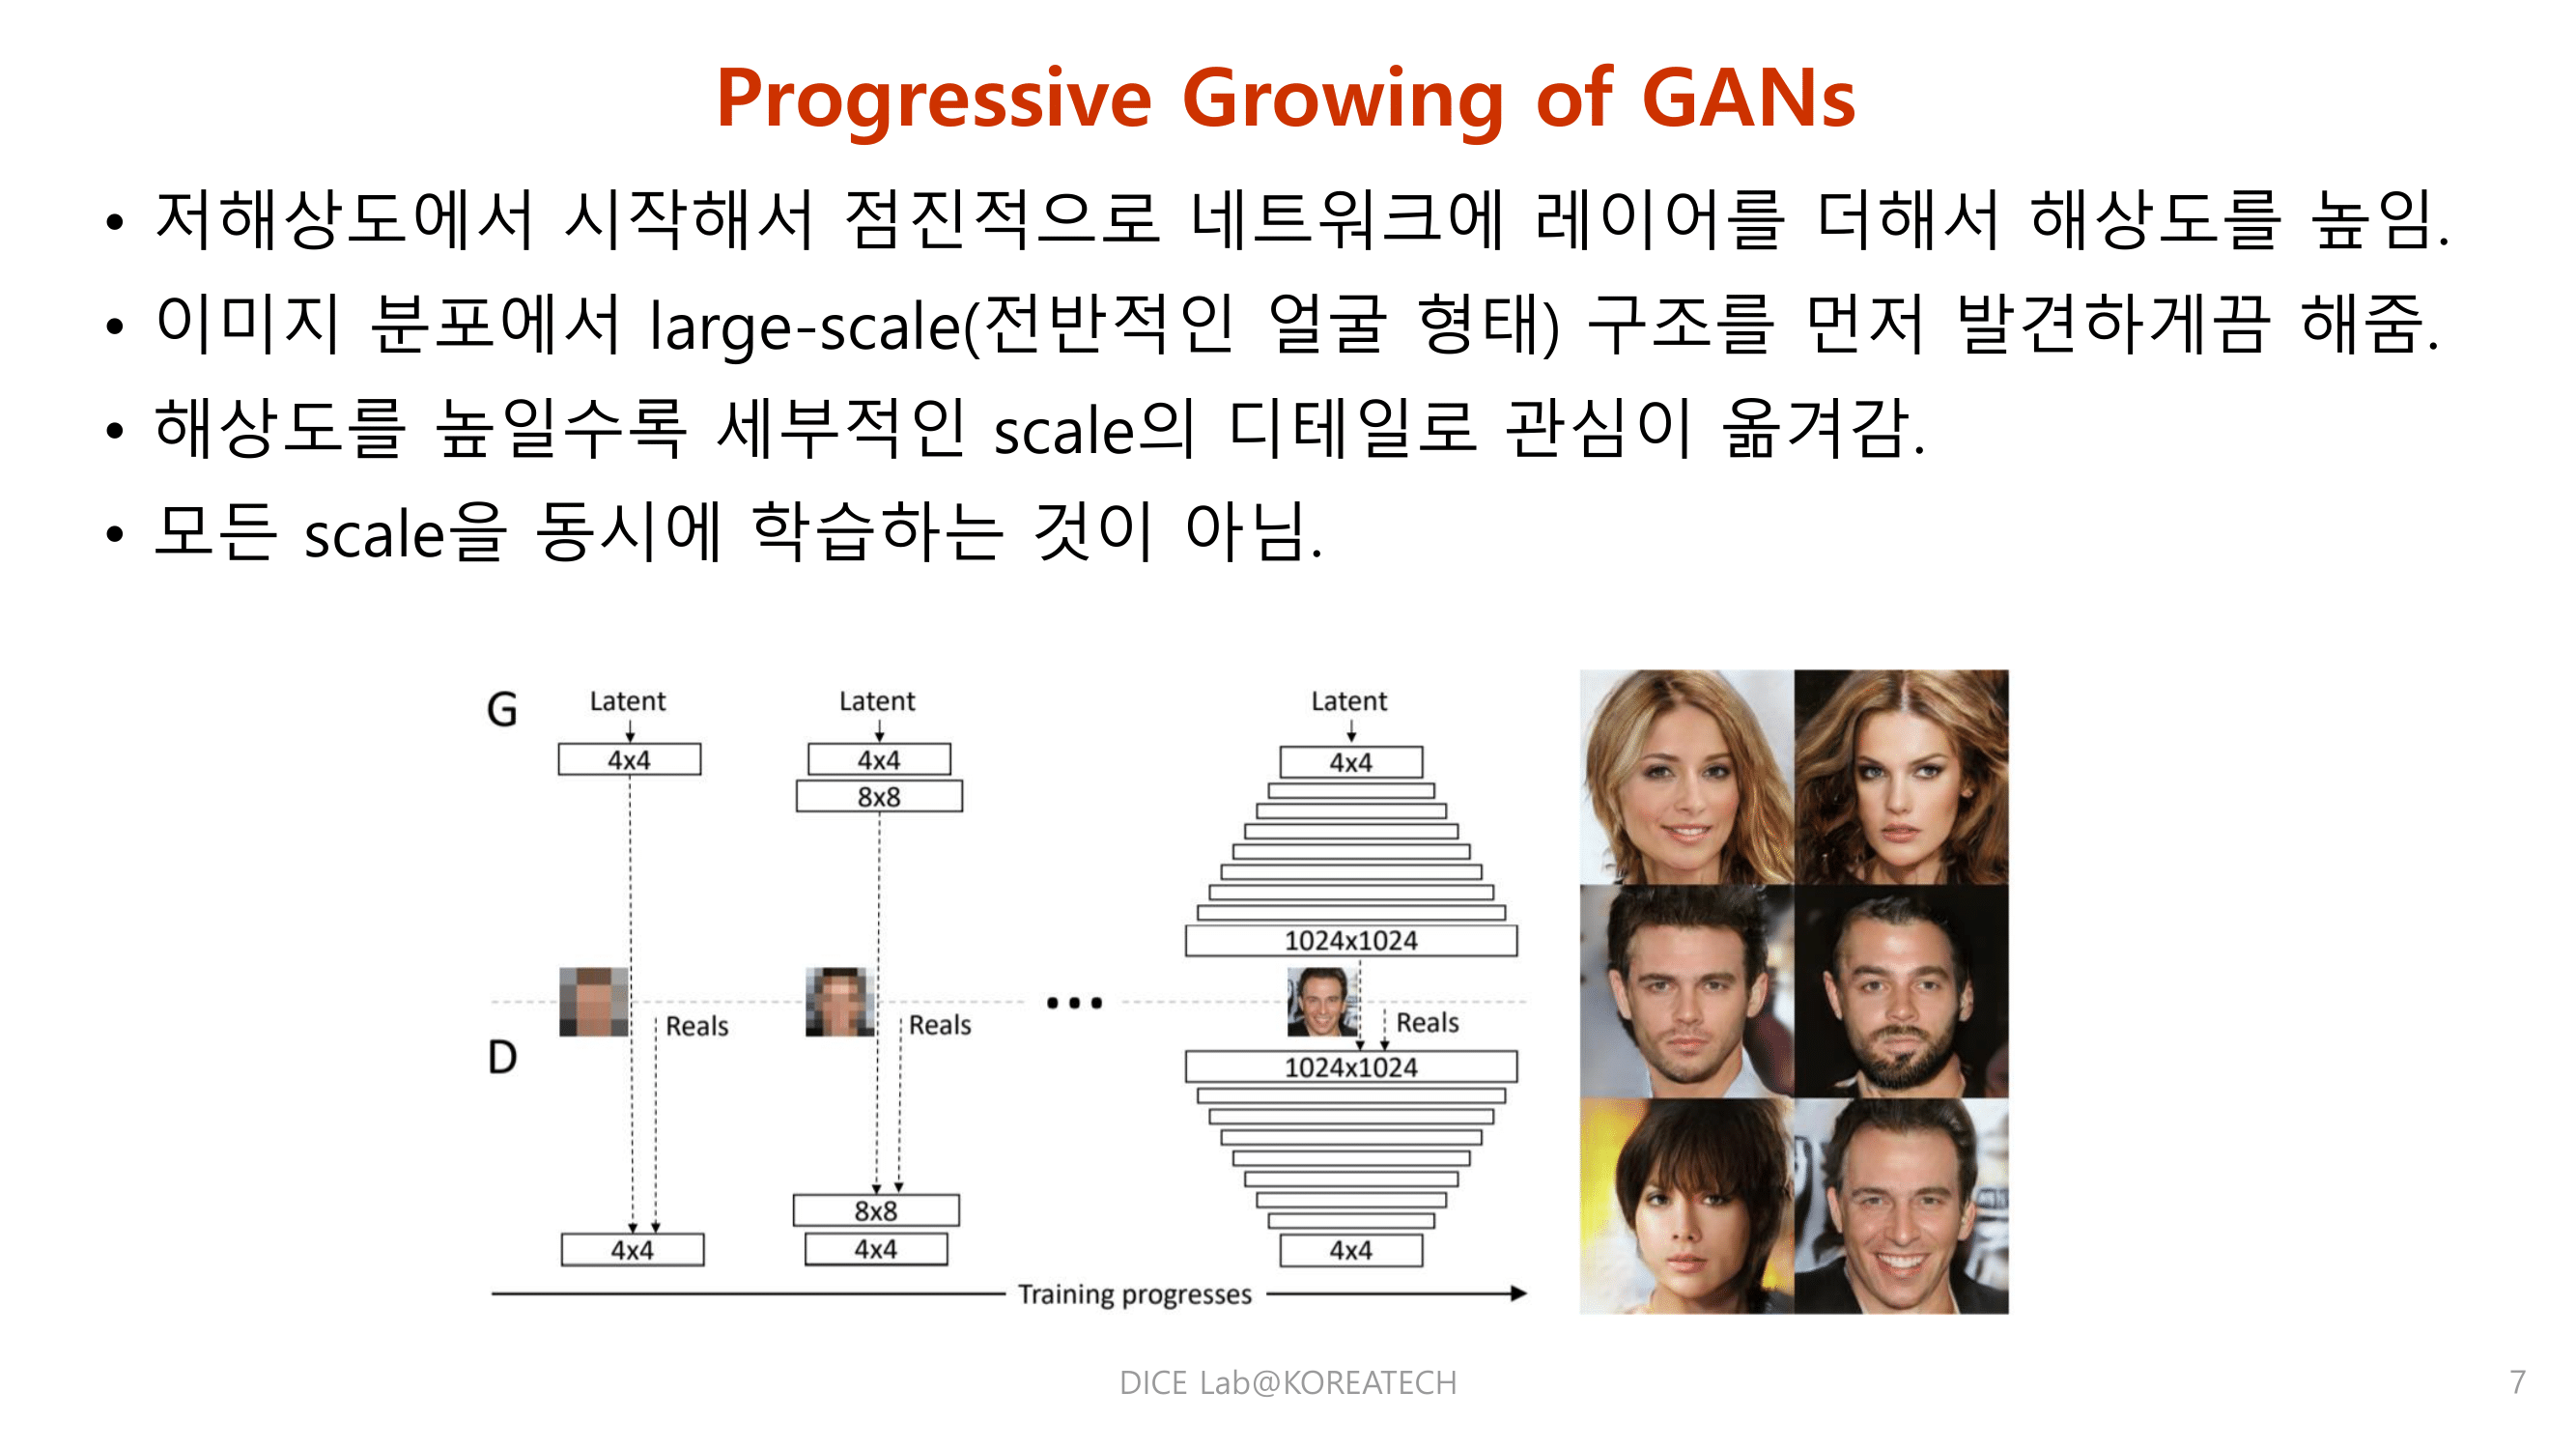 Progressive Growing of GANs
• 저해상도에서 시작해서 점진적으로 네트워크에 레이어를 더해서 해상도를 높임.
• 이미지 분포에서 large-scale(전반적인 얼굴 형태) 구조를 먼저 발견하게끔 해줌.
• 해상도를 높일수록 세부적인 scale의 디테일로 관심이 옮겨감.
• 모든 scale을 동시에 학습하는 것이 아님.
G
Latent
Latent
Latent
4x4
4x4
4x4
8x8
1024x1024
Reals
Reals
Reals
D
1024x1024
8x8
4x4
4x4
4x4
Training progresses
DICE Lab@KOREATECH
7